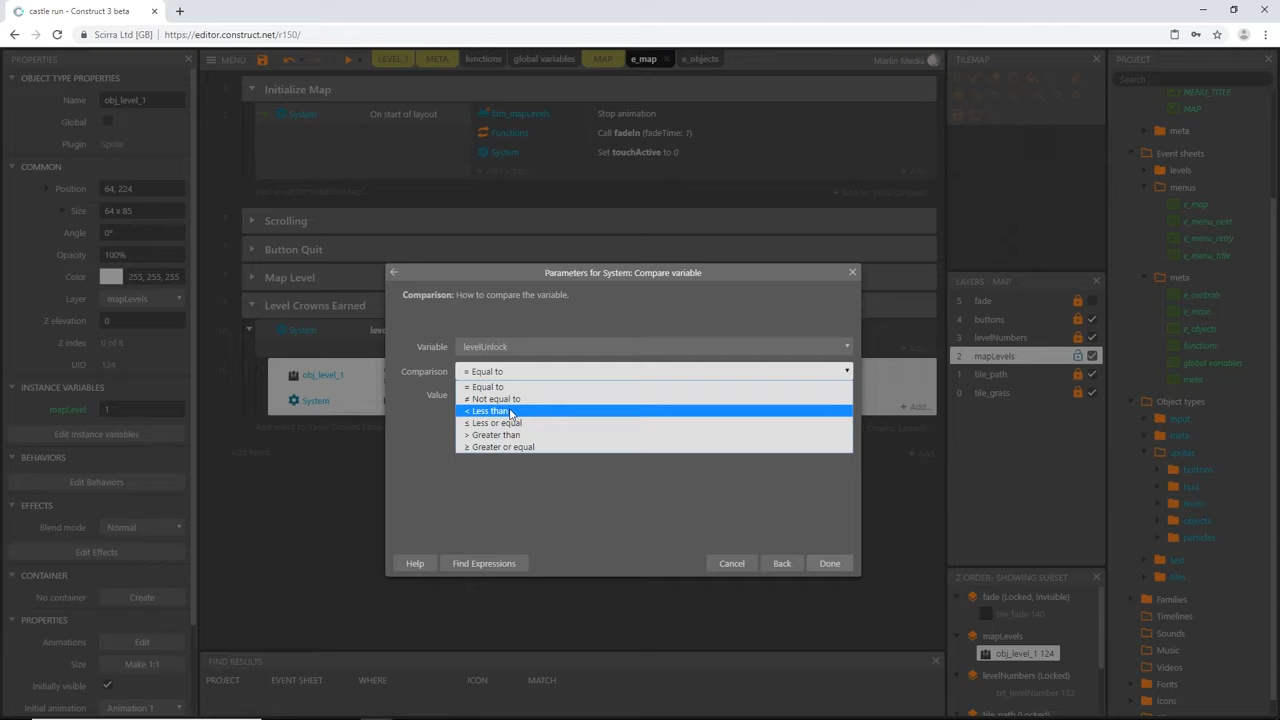 castle run - Construct 3 beta
Scirra Ltd [GB]
https://editor.construct.net/r150/
PROPERTIES
OBJECT TYPE PROPERTIES
Name obj_level_1
Global
Plugin Sprite
COMMON
Position 64, 224
Size 64 x 85
Angle 0°
Opacity 100%
Color 255, 255, 255
Layer mapLevels
Z elevation 0
Z index 0 of 8
UID 124
INSTANCE VARIABLES
mapLevel 1
Edit Instance variables
BEHAVIORS
Edit Behaviors
EFFECTS
Blend mode Normal
Edit Effects
CONTAINER
No container Create
PROPERTIES
Animations Edit
Size Make 1:1
Initially visible
Initial animation Animation 1
MENU
LEVEL_1
META
functions
global variables
MAP
e_map
e_objects
Marlin Media
Initialize Map
System On start of layout
fam_mapLevels Stop animation
Functions Call fadeIn (fadeTime: 1)
System Set touchActive to 0
Scrolling
Button Quit
Map Level
Level Crowns Earned
System
obj_level_1
System
Add...
Parameters for System: Compare variable
Comparison: How to compare the variable.
Variable levelUnlock
Comparison = Equal to
Value
= Equal to
≠ Not equal to
< Less than
≤ Less or equal
> Greater than
≥ Greater or equal
Help
Find Expressions
Cancel
Back
Done
FIND RESULTS
PROJECT
EVENT SHEET
WHERE
ICON
MATCH
TILEMAP
LAYERS - MAP
5 fade
4 buttons
3 levelNumbers
2 mapLevels
1 tile_path
0 tile_grass
Z ORDER- SHOWING SUBSET
fade (Locked, Invisible)
tile_fade 140
mapLevels
obj_level_1 124
levelNumbers (Locked)
txt_levelNumber 132
tile_path (Locked)
PROJECT
Search
MENU_TITLE
MAP
meta
Event sheets
levels
menus
e_map
e_menu_next
e_menu_retry
e_menu_title
meta
e_controls
e_main
e_objects
functions
global variables
meta
Object types
input
meta
sprites
buttons
hud
level
objects
particles
text
tiles
Families
Timelines
Sounds
Music
Videos
Fonts
Icons